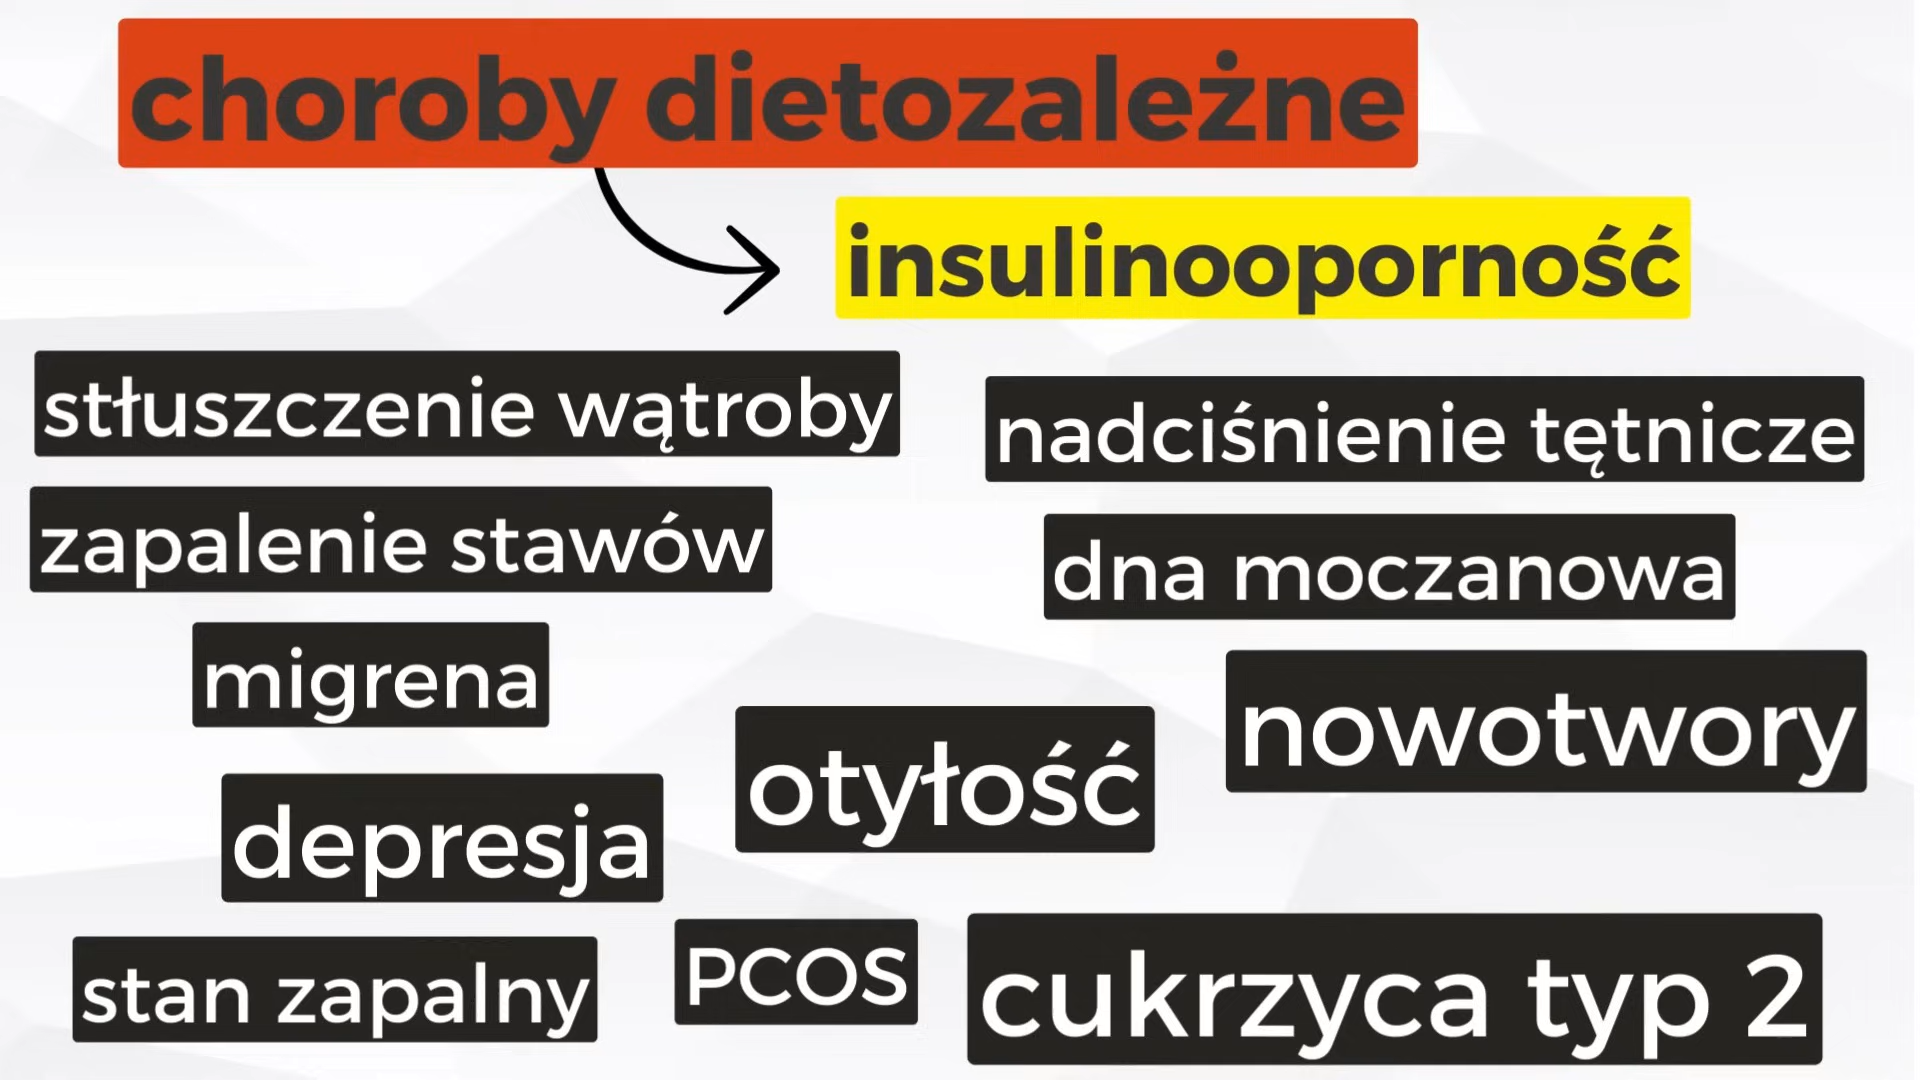 choroby dietozależne
insulinooporność
stłuszczenie wątroby
nadciśnienie tętnicze
zapalenie stawów
dna moczanowa
migrena
nowotwory
otyłość
depresja
PCOS
cukrzyca typ 2
stan zapalny